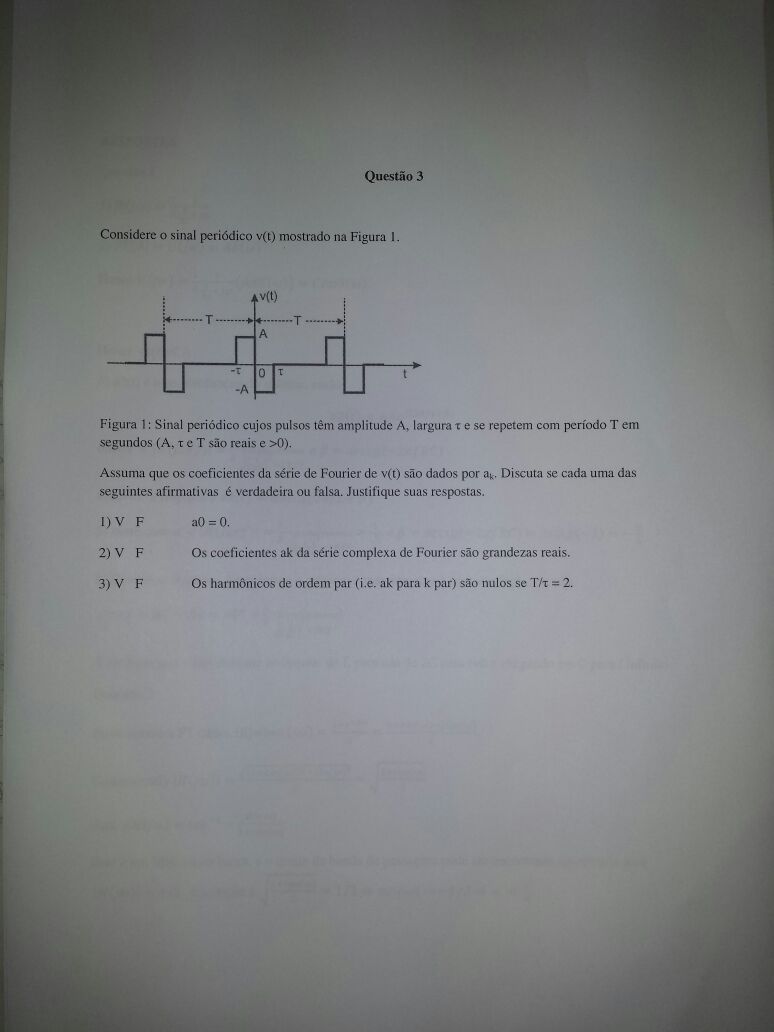 Questão 3
Considere o sinal periódico v(t) mostrado na Figura 1.
v(t)
T
T
A
-τ
0
τ
t
-A
Figura 1: Sinal periódico cujos pulsos têm amplitude A, largura τ e se repetem com período T em
segundos (A, τ e T são reais e >0).
Assuma que os coeficientes da série de Fourier de v(t) são dados por aₖ. Discuta se cada uma das
seguintes afirmativas é verdadeira ou falsa. Justifique suas respostas.
1) V F a0 = 0.
2) V F Os coeficientes ak da série complexa de Fourier são grandezas reais.
3) V F Os harmônicos de ordem par (i.e. ak para k par) são nulos se T/τ = 2.